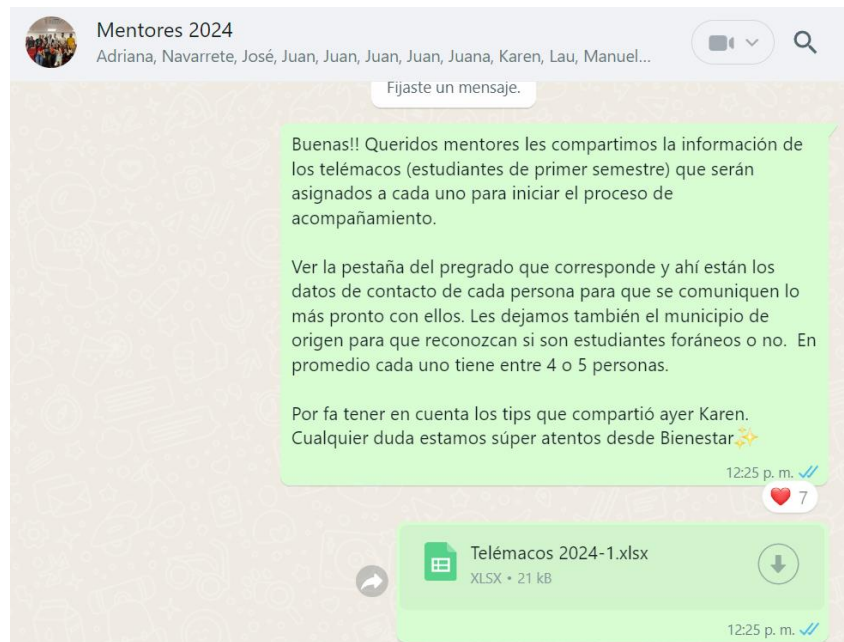 Mentores 2024
Adriana, Navarrete, José, Juan, Juan, Juan, Juan, Juana, Karen, Lau, Manuel...
Fijaste un mensaje.
Buenas!! Queridos mentores les compartimos la información de
los telémacos (estudiantes de primer semestre) que serán
asignados a cada uno para iniciar el proceso de
acompañamiento.
Ver la pestaña del pregrado que corresponde y ahí están los
datos de contacto de cada persona para que se comuniquen lo
más pronto con ellos. Les dejamos también el municipio de
origen para que reconozcan si son estudiantes foráneos o no. En
promedio cada uno tiene entre 4 o 5 personas.
Por fa tener en cuenta los tips que compartió ayer Karen.
Cualquier duda estamos súper atentos desde Bienestar✨
12:25 p. m.
❤️ 7
Telémacos 2024-1.xlsx
XLSX • 21 kB
12:25 p. m.